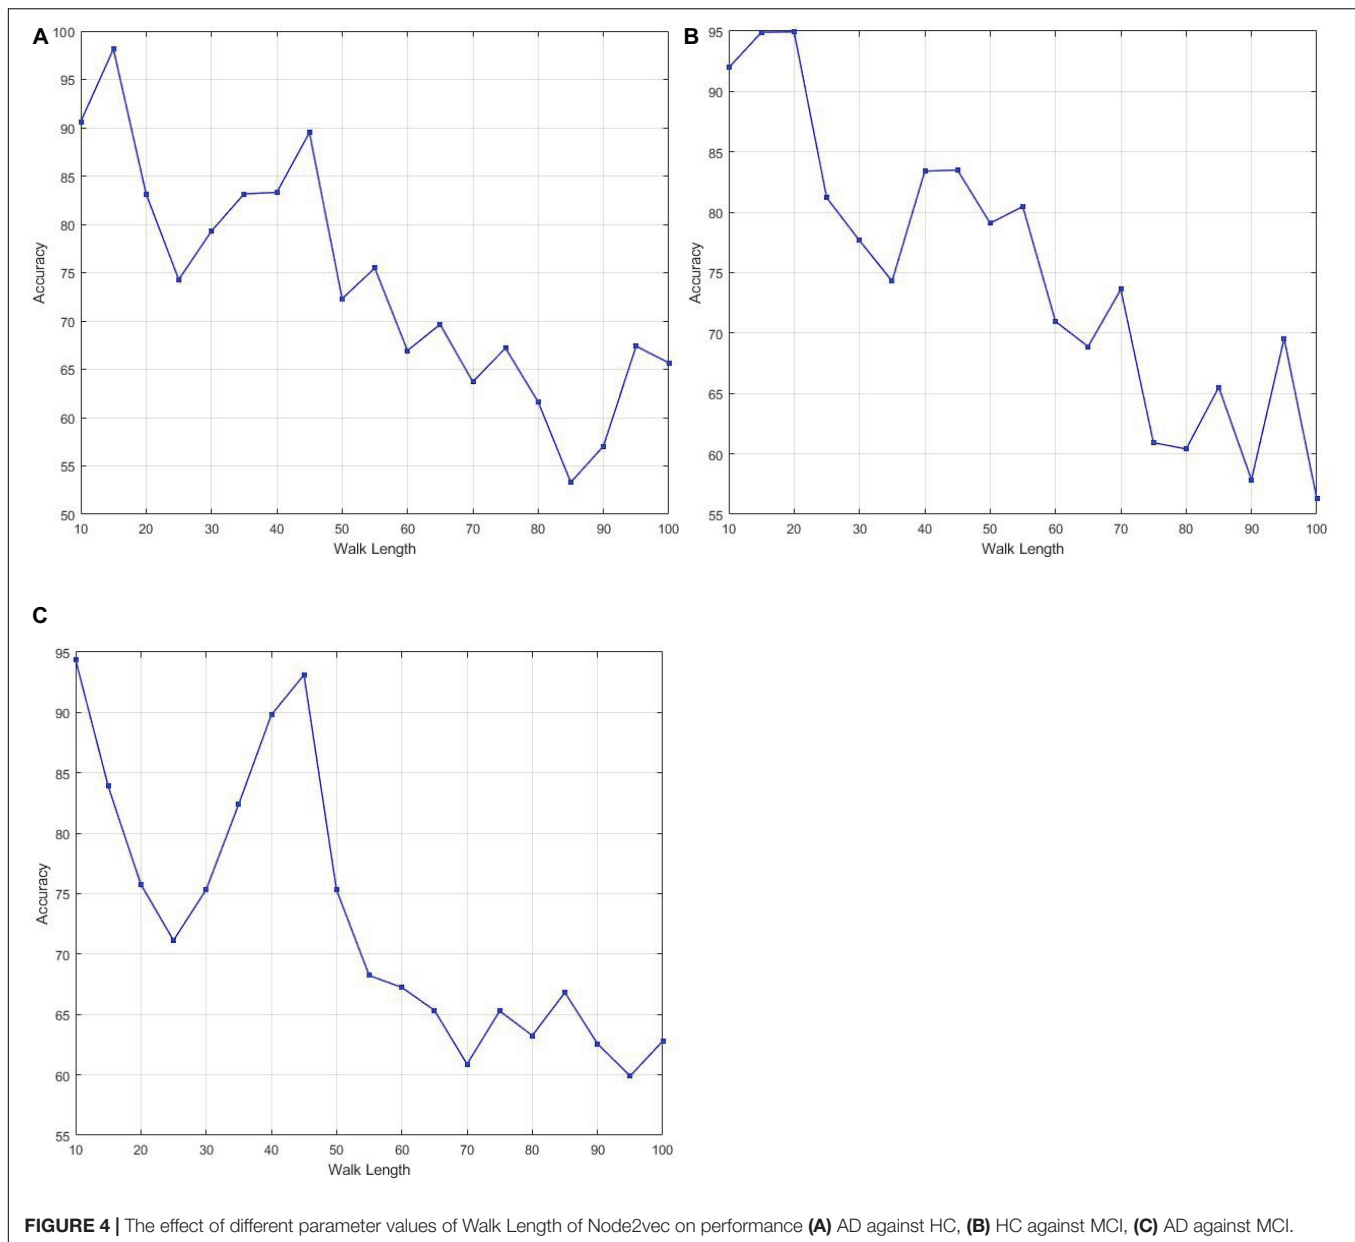 A
100
95
90
85
80
75
70
65
60
55
50
Accuracy
10 20 30 40 50 60 70 80 90 100
Walk Length
B
95
90
85
80
75
70
65
60
55
Accuracy
10 20 30 40 50 60 70 80 90 100
Walk Length
C
95
90
85
80
75
70
65
60
55
Accuracy
10 20 30 40 50 60 70 80 90 100
Walk Length
FIGURE 4 | The effect of different parameter values of Walk Length of Node2vec on performance (A) AD against HC, (B) HC against MCI, (C) AD against MCI.